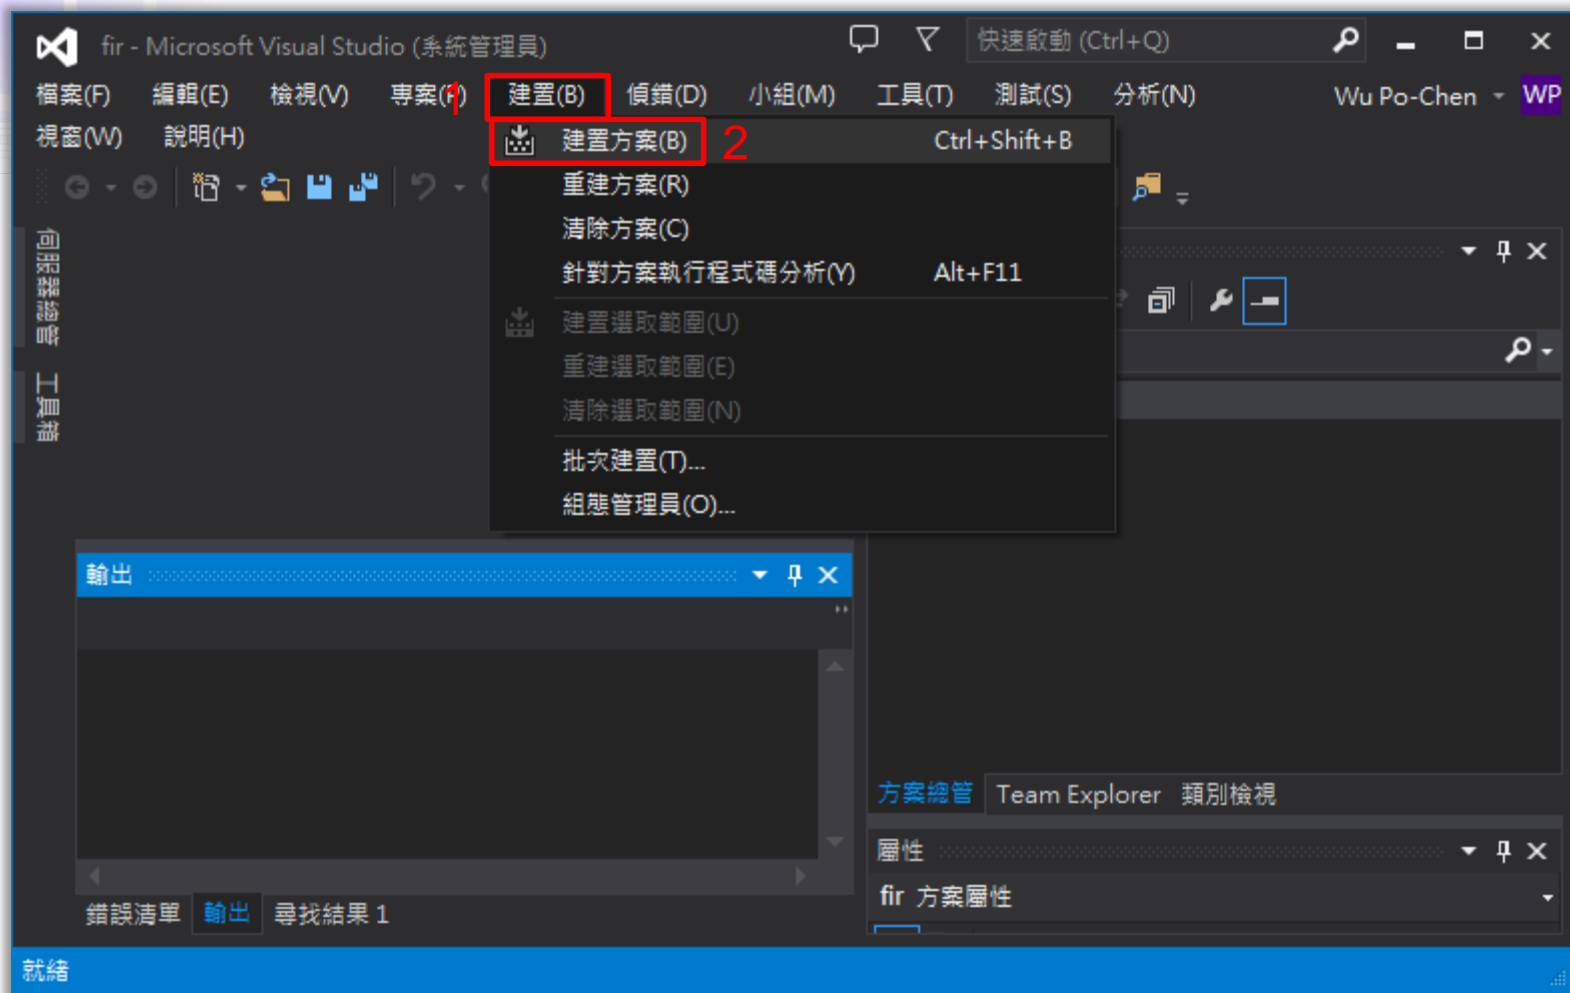 fir - Microsoft Visual Studio (系統管理員)
快速啟動 (Ctrl+Q)
檔案(F) 編輯(E) 檢視(V) 專案(P) 建置(B) 偵錯(D) 小組(M) 工具(T) 測試(S) 分析(N) Wu Po-Chen WP
1
視窗(W) 說明(H)
建置方案(B) Ctrl+Shift+B
2
重建方案(R)
清除方案(C)
針對方案執行程式碼分析(Y) Alt+F11
建置選取範圍(U)
重建選取範圍(E)
清除選取範圍(N)
批次建置(T)...
組態管理員(O)...
伺服器總管
工具箱
輸出
方案總管 Team Explorer 類別檢視
屬性
fir 方案屬性
錯誤清單 輸出 尋找結果 1
就緒